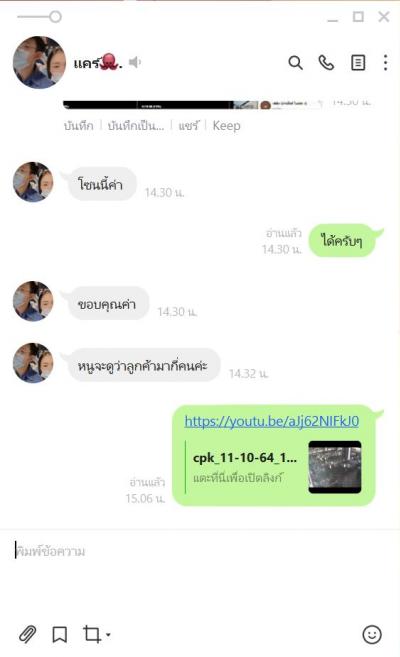 แคร์🐙.
14.30 น.
บันทึก | บันทึกเป็น... | แชร์ | Keep
โซนนี้ค่า
14.30 น.
อ่านแล้ว
14.30 น.
ได้ครับๆ
ขอบคุณค่า
14.30 น.
หนูจะดูว่าลูกค้ามากี่คนค่ะ
14.32 น.
https://youtu.be/aJj62NlFkJ0
cpk_11-10-64_1...
แตะที่นี่เพื่อเปิดลิงก์
อ่านแล้ว
15.06 น.
พิมพ์ข้อความ